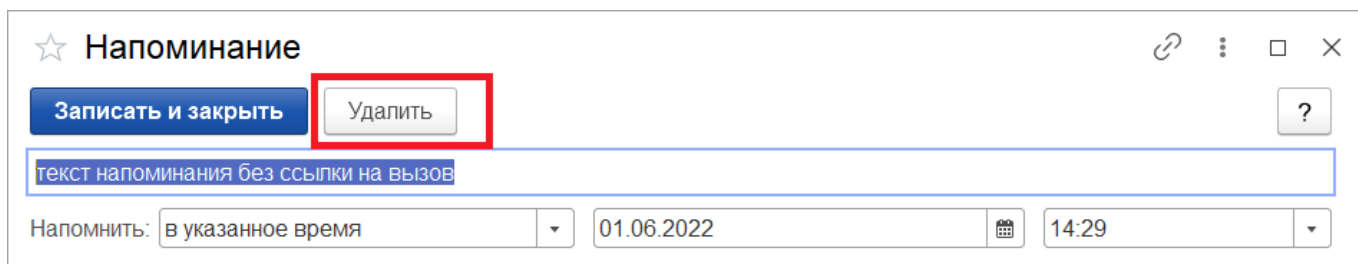 Напоминание
Записать и закрыть Удалить ?
текст напоминания без ссылки на вызов
Напомнить: в указанное время 01.06.2022 14:29